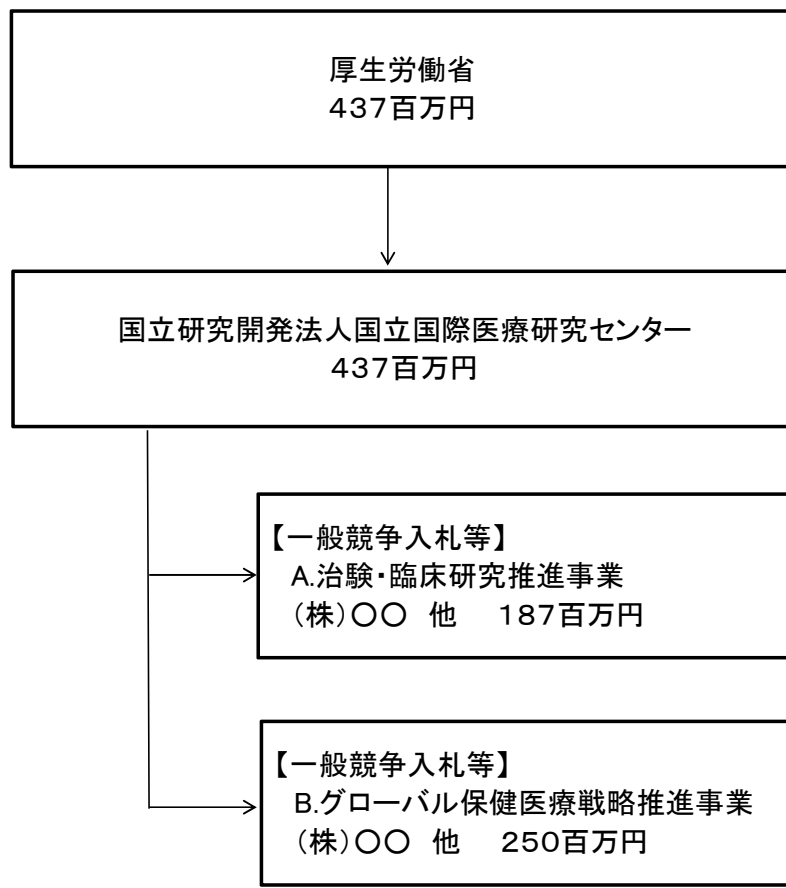 厚生労働省
437百万円
国立研究開発法人国立国際医療研究センター
437百万円
【一般競争入札等】
A.治験・臨床研究推進事業
（株）〇〇 他 187百万円
【一般競争入札等】
B.グローバル保健医療戦略推進事業
（株）〇〇 他 250百万円